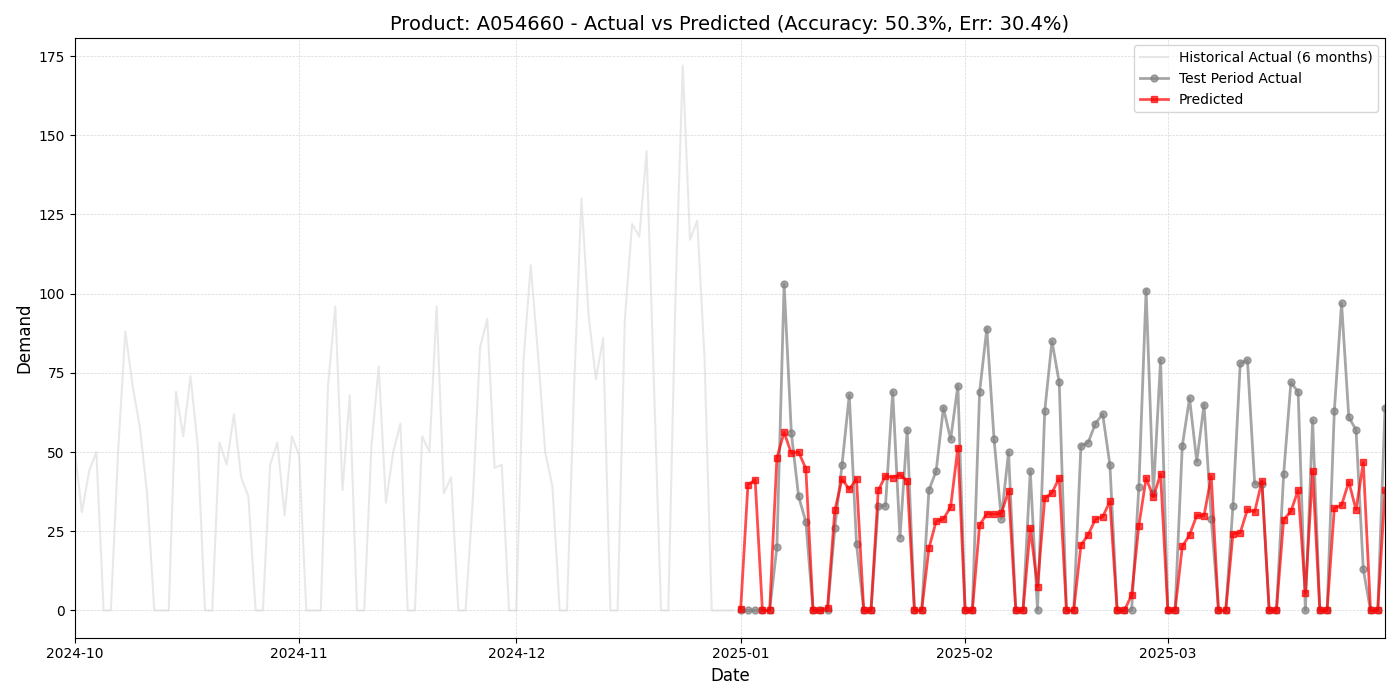 Product: A054660 - Actual vs Predicted (Accuracy: 50.3%, Err: 30.4%)
Historical Actual (6 months)
Test Period Actual
Predicted
175
150
125
100
75
50
25
0
Demand
2024-10
2024-11
2024-12
2025-01
2025-02
2025-03
Date